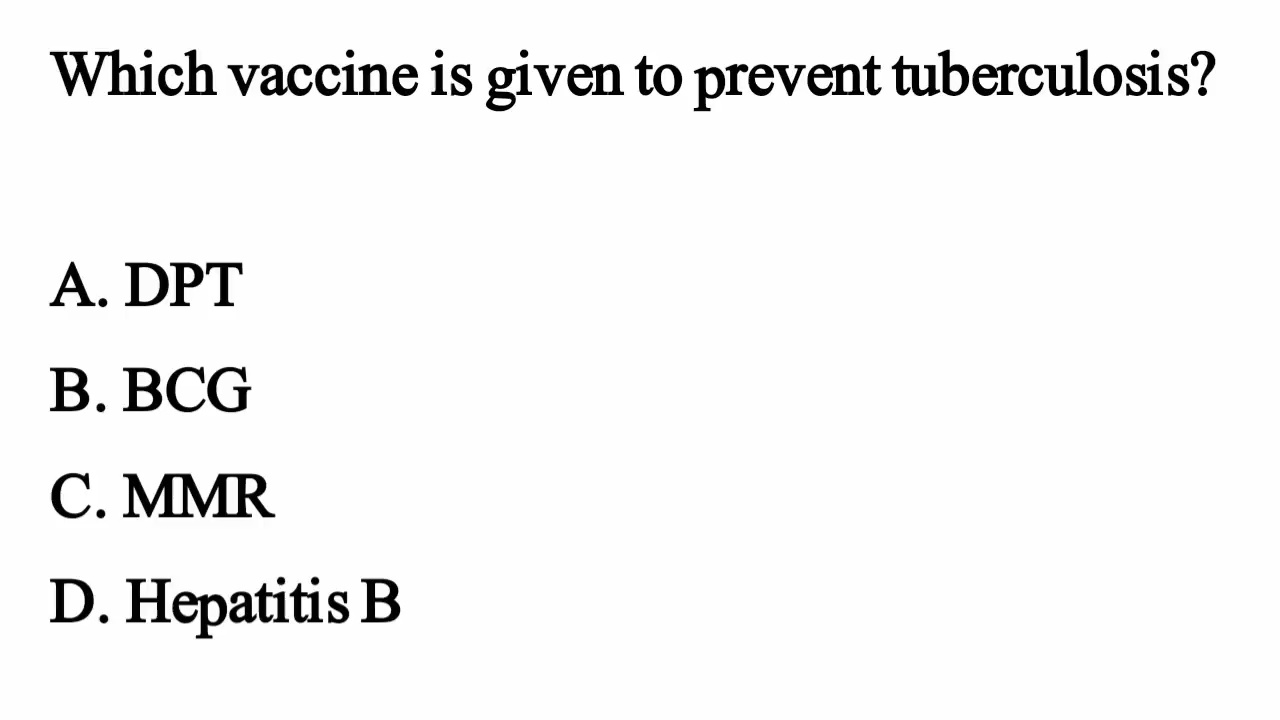 Which vaccine is given to prevent tuberculosis?
A. DPT
B. BCG
C. MMR
D. Hepatitis B